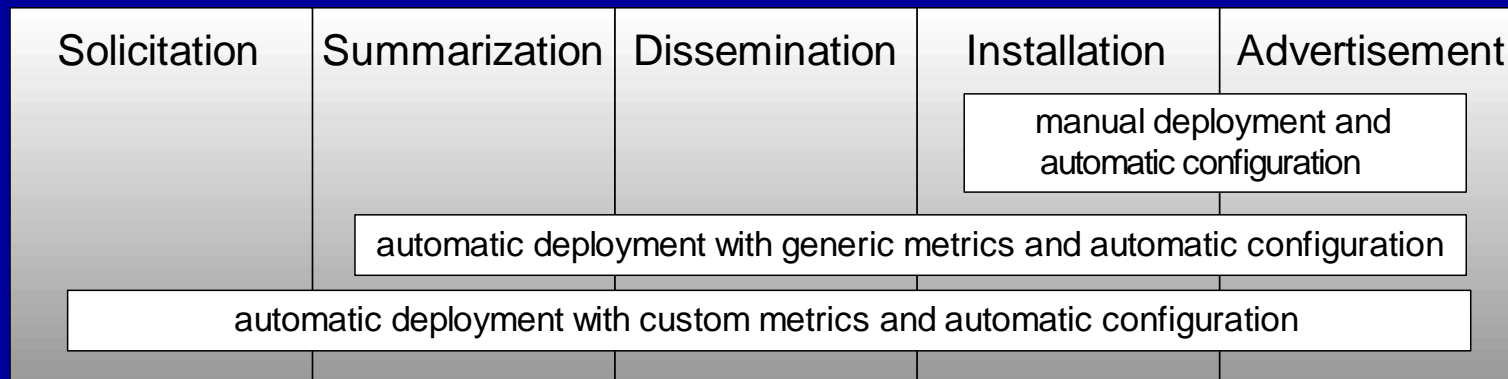 Solicitation Summarization Dissemination Installation Advertisement
manual deployment and
automatic configuration
automatic deployment with generic metrics and automatic configuration
automatic deployment with custom metrics and automatic configuration